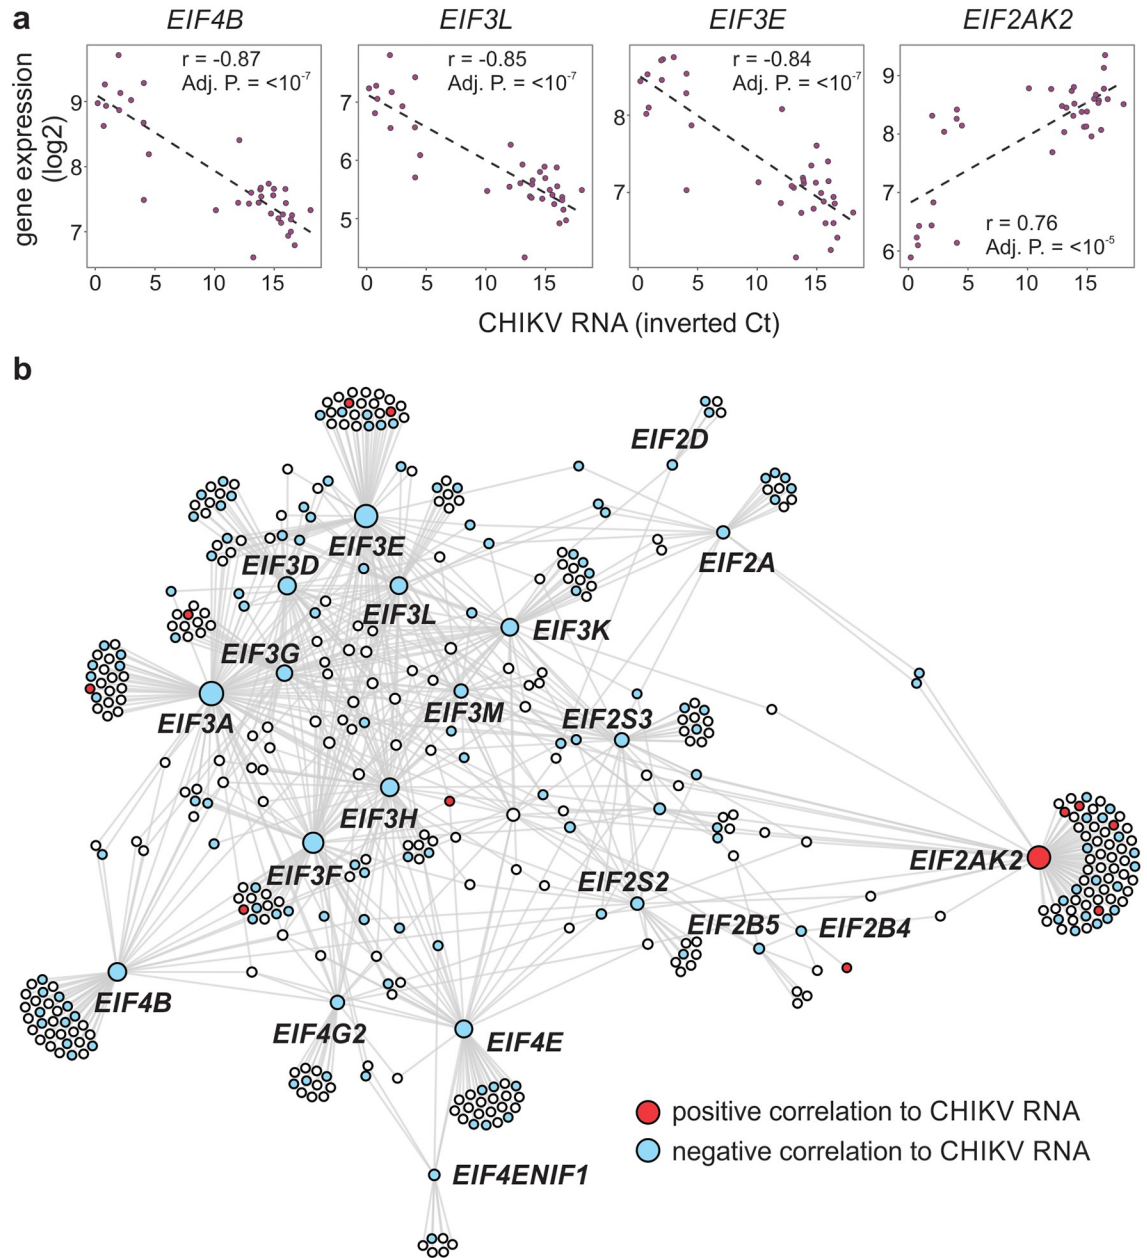 a
EIF4B
EIF3L
EIF3E
EIF2AK2
gene expression
(log2)
r = -0.87
Adj. P. = <10-7
9
8
7
0 5 10 15
r = -0.85
Adj. P. = <10-7
7
6
5
0 5 10 15
r = -0.84
Adj. P. = <10-7
8
7
0 5 10 15
r = 0.76
Adj. P. = <10-5
9
8
7
6
0 5 10 15
CHIKV RNA (inverted Ct)
b
EIF2D
EIF3E
EIF3D
EIF2A
EIF3L
EIF3K
EIF3G
EIF3A
EIF3M
EIF2S3
EIF3H
EIF2AK2
EIF3F
EIF2S2
EIF2B5
EIF2B4
EIF4B
EIF4G2
EIF4E
positive correlation to CHIKV RNA
negative correlation to CHIKV RNA
EIF4ENIF1